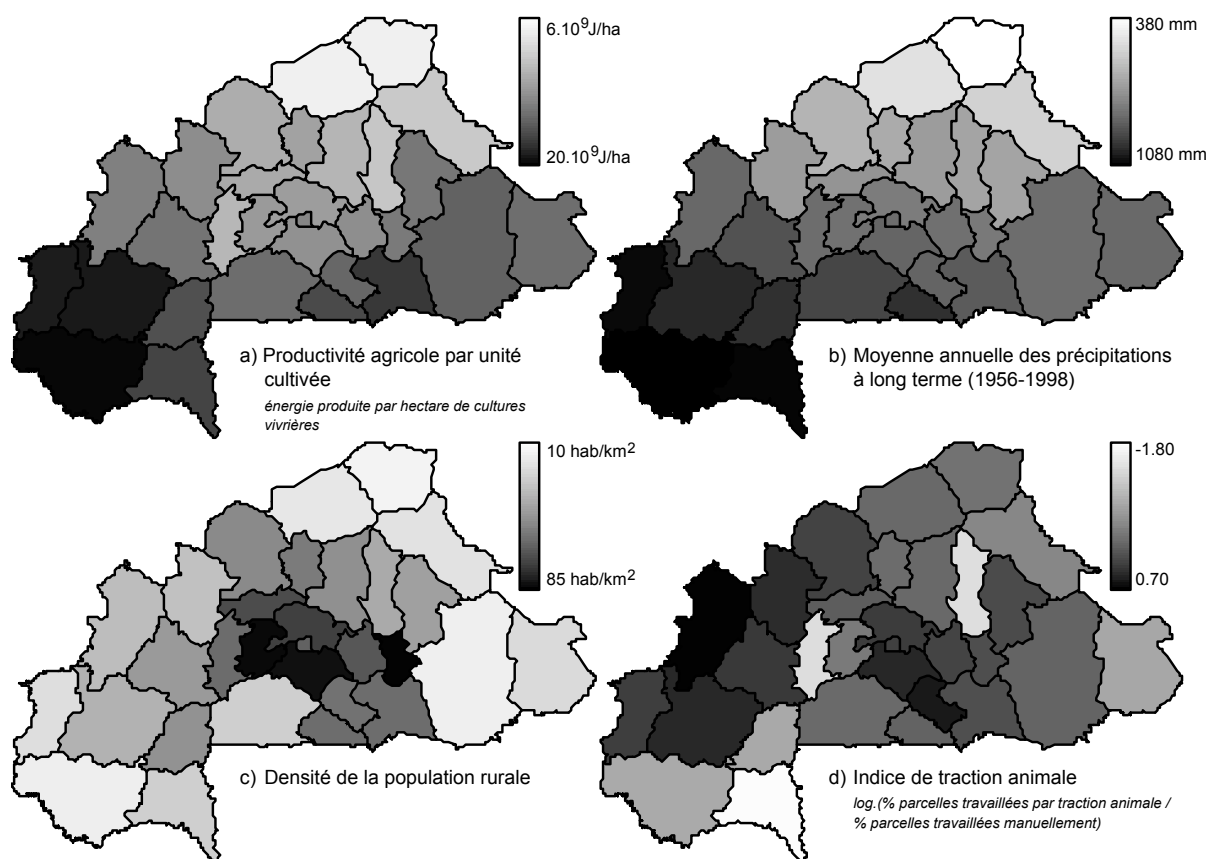 6.10⁹J/ha
20.10⁹J/ha
a) Productivité agricole par unité
cultivée
énergie produite par hectare de cultures
vivrières
380 mm
1080 mm
b) Moyenne annuelle des précipitations
à long terme (1956-1998)
10 hab/km²
85 hab/km²
c) Densité de la population rurale
-1.80
0.70
d) Indice de traction animale
log.(% parcelles travaillées par traction animale /
% parcelles travaillées manuellement)